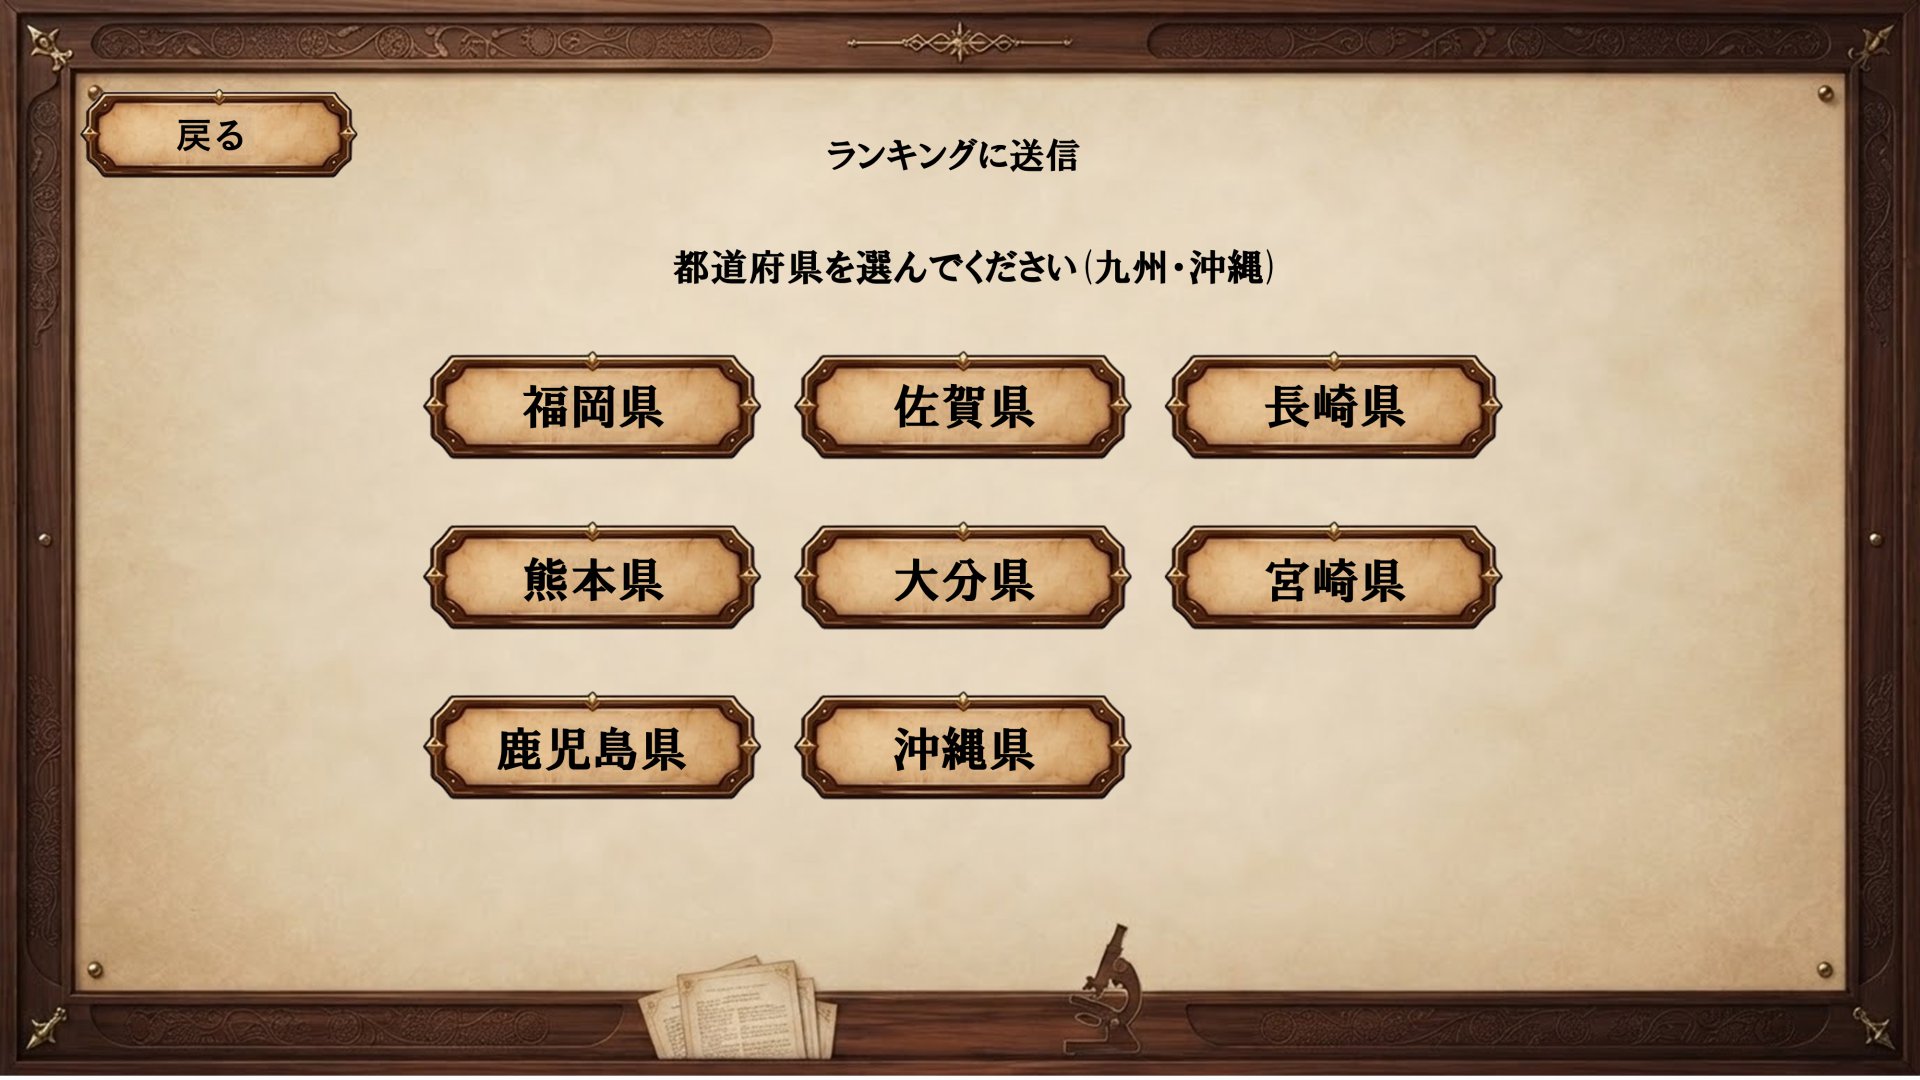 戻る
ランキングに送信
都道府県を選んでください(九州・沖縄)
福岡県 佐賀県 長崎県
熊本県 大分県 宮崎県
鹿児島県 沖縄県